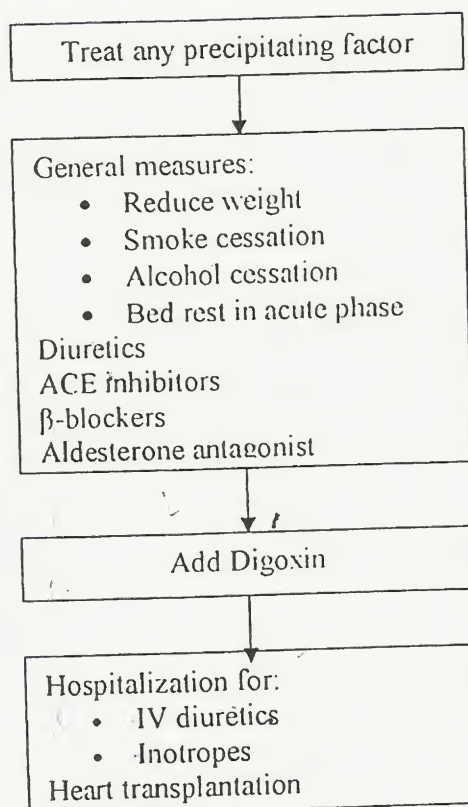 Treat any precipitating factor
General measures:
• Reduce weight
• Smoke cessation
• Alcohol cessation
• Bed rest in acute phase
Diuretics
ACE inhibitors
β-blockers
Aldesterone antagonist
Add Digoxin
Hospitalization for:
• IV diuretics
• Inotropes
Heart transplantation